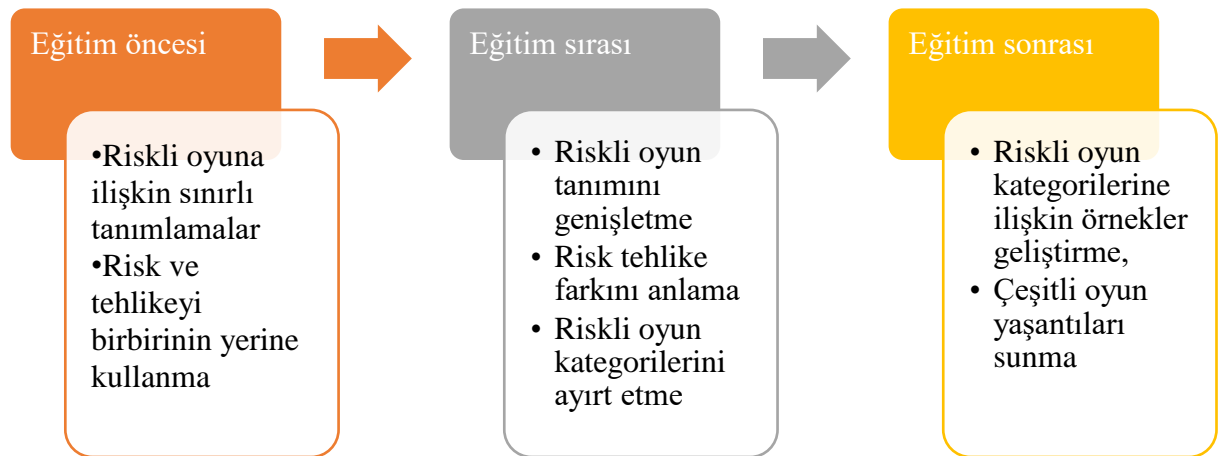 Eğitim öncesi
•Riskli oyuna
ilişkin sınırlı
tanımlamalar
•Risk ve
tehlikeyi
birbirinin yerine
kullanma
Eğitim sırası
• Riskli oyun
tanımını
genişletme
• Risk tehlike
farkını anlama
• Riskli oyun
kategorilerini
ayırt etme
Eğitim sonrası
• Riskli oyun
kategorilerine
ilişkin örnekler
geliştirme,
• Çeşitli oyun
yaşantıları
sunma